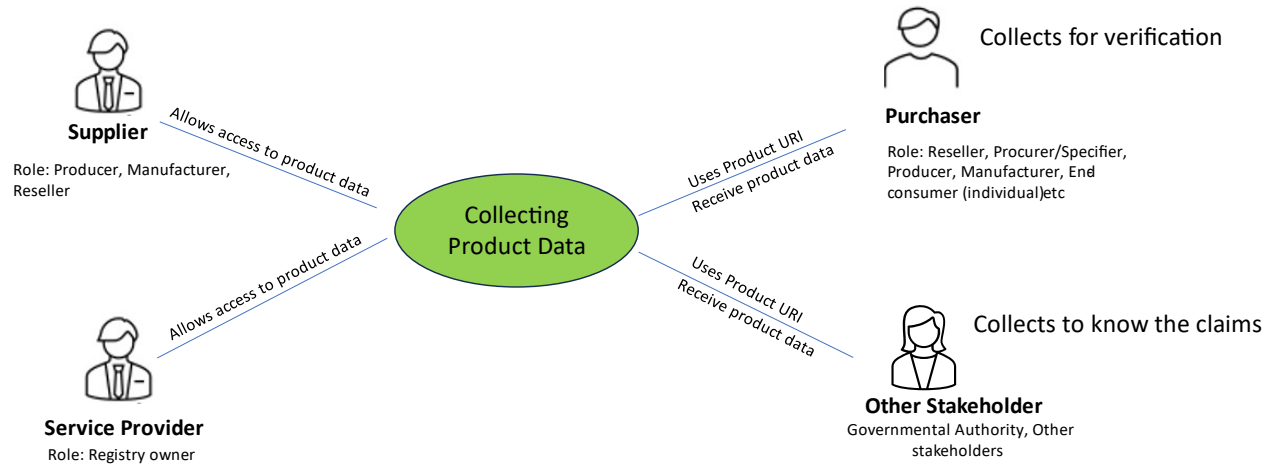 Supplier
Role: Producer, Manufacturer,
Reseller
Allows access to product data
Service Provider
Role: Registry owner
Allows access to product data
Collecting
Product Data
Collects for verification
Purchaser
Role: Reseller, Procurer/Specifier,
Producer, Manufacturer, End
consumer (individual)etc
Uses Product URI
Receive product data
Uses Product URI
Receive product data
Collects to know the claims
Other Stakeholder
Governmental Authority, Other
stakeholders